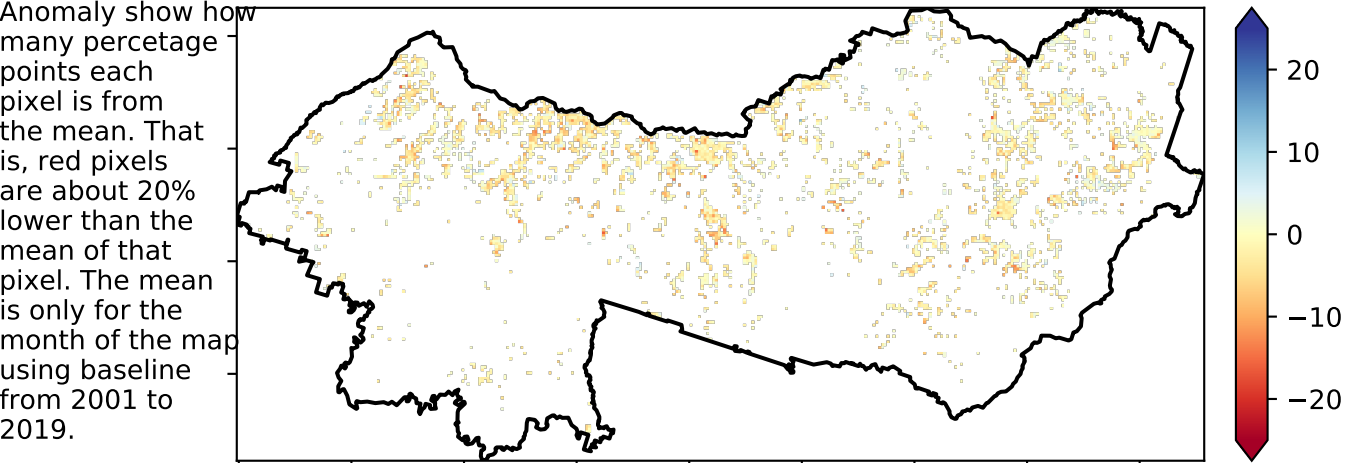 Anomaly show how
many percetage
points each
pixel is from
the mean. That
is, red pixels
are about 20%
lower than the
mean of that
pixel. The mean
is only for the
month of the map
using baseline
from 2001 to
2019.
20
10
0
−10
−20